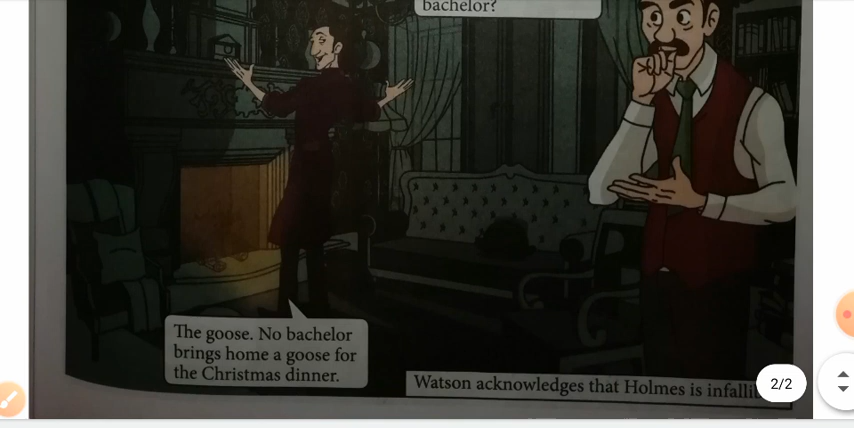 bachelor?
The goose. No bachelor
brings home a goose for
the Christmas dinner.
Watson acknowledges that Holmes is
2/2